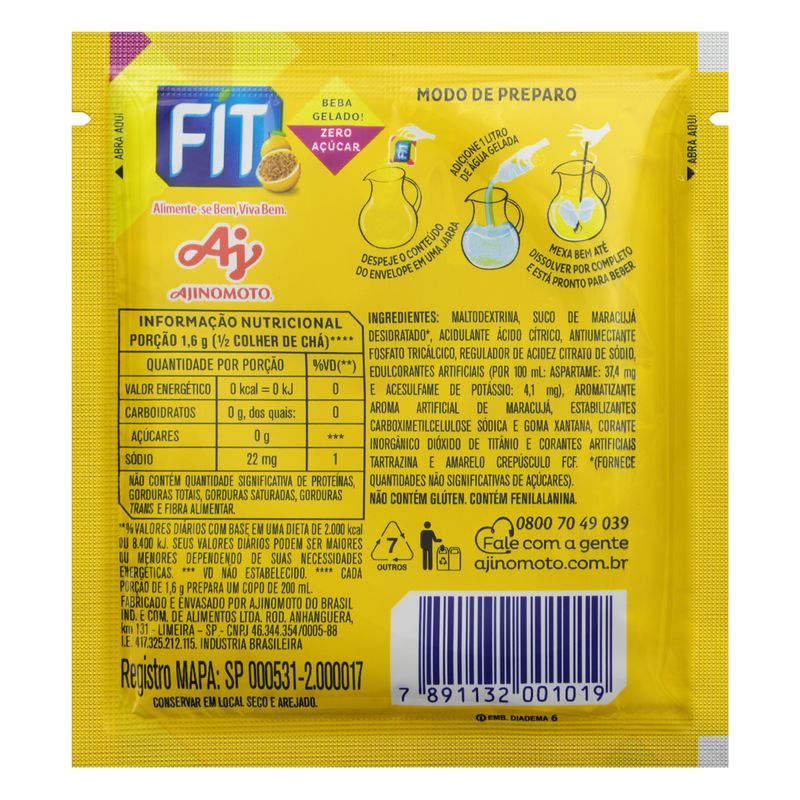 ABRA AQUI
FIT
BEBA
GELADO!
ZERO
AÇÚCAR
Alimente-se Bem, Viva Bem.
Aj
AJINOMOTO
MODO DE PREPARO
FIT
DESPEJE O CONTEÚDO
DO ENVELOPE EM UMA JARRA
ADICIONE 1 LITRO
DE ÁGUA GELADA
MEXA BEM ATÉ
DISSOLVER POR COMPLETO
E ESTÁ PRONTO PARA BEBER
ABRA AQUI
INFORMAÇÃO NUTRICIONAL
PORÇÃO 1,6 g (½ COLHER DE CHÁ)****
QUANTIDADE POR PORÇÃO %VD(**)
VALOR ENERGÉTICO 0 kcal = 0 kJ 0
CARBOIDRATOS 0 g, dos quais: 0
AÇÚCARES 0 g ***
SÓDIO 22 mg 1
NÃO CONTÉM QUANTIDADE SIGNIFICATIVA DE PROTEÍNAS,
GORDURAS TOTAIS, GORDURAS SATURADAS, GORDURAS
TRANS E FIBRA ALIMENTAR.
**% VALORES DIÁRIOS COM BASE EM UMA DIETA DE 2.000 kcal
OU 8.400 kJ. SEUS VALORES DIÁRIOS PODEM SER MAIORES
OU MENORES DEPENDENDO DE SUAS NECESSIDADES
ENERGÉTICAS. *** VD NÃO ESTABELECIDO. **** CADA
PORÇÃO DE 1,6 g PREPARA UM COPO DE 200 mL.
FABRICADO E ENVASADO POR AJINOMOTO DO BRASIL
IND. E COM. DE ALIMENTOS LTDA. ROD. ANHANGUERA,
km 131 - LIMEIRA – SP.- CNPJ 46.344.354/0005-88
I.E. 417.325.212.115. INDÚSTRIA BRASILEIRA
Registro MAPA: SP 000531-2.000017
CONSERVAR EM LOCAL SECO E AREJADO.
INGREDIENTES: MALTODEXTRINA, SUCO DE MARACUJÁ
DESIDRATADO*, ACIDULANTE ÁCIDO CÍTRICO, ANTIUMECTANTE
FOSFATO TRICÁLCICO, REGULADOR DE ACIDEZ CITRATO DE SÓDIO,
EDULCORANTES ARTIFICIAIS (POR 100 mL: ASPARTAME: 37,4 mg
E ACESULFAME DE POTÁSSIO: 4,1 mg), AROMATIZANTE
AROMA ARTIFICIAL DE MARACUJÁ, ESTABILIZANTES
CARBOXIMETILCELULOSE SÓDICA E GOMA XANTANA, CORANTE
INORGÂNICO DIÓXIDO DE TITÂNIO E CORANTES ARTIFICIAIS
TARTRAZINA E AMARELO CREPÚSCULO FCF. *(FORNECE
QUANTIDADES NÃO SIGNIFICATIVAS DE AÇÚCARES).
NÃO CONTÉM GLÚTEN. CONTÉM FENILALANINA.
7
OUTROS
0800 70 49 039
Fale com a gente
ajinomoto.com.br
7 891132 001019
EMB. DIADEMA 6